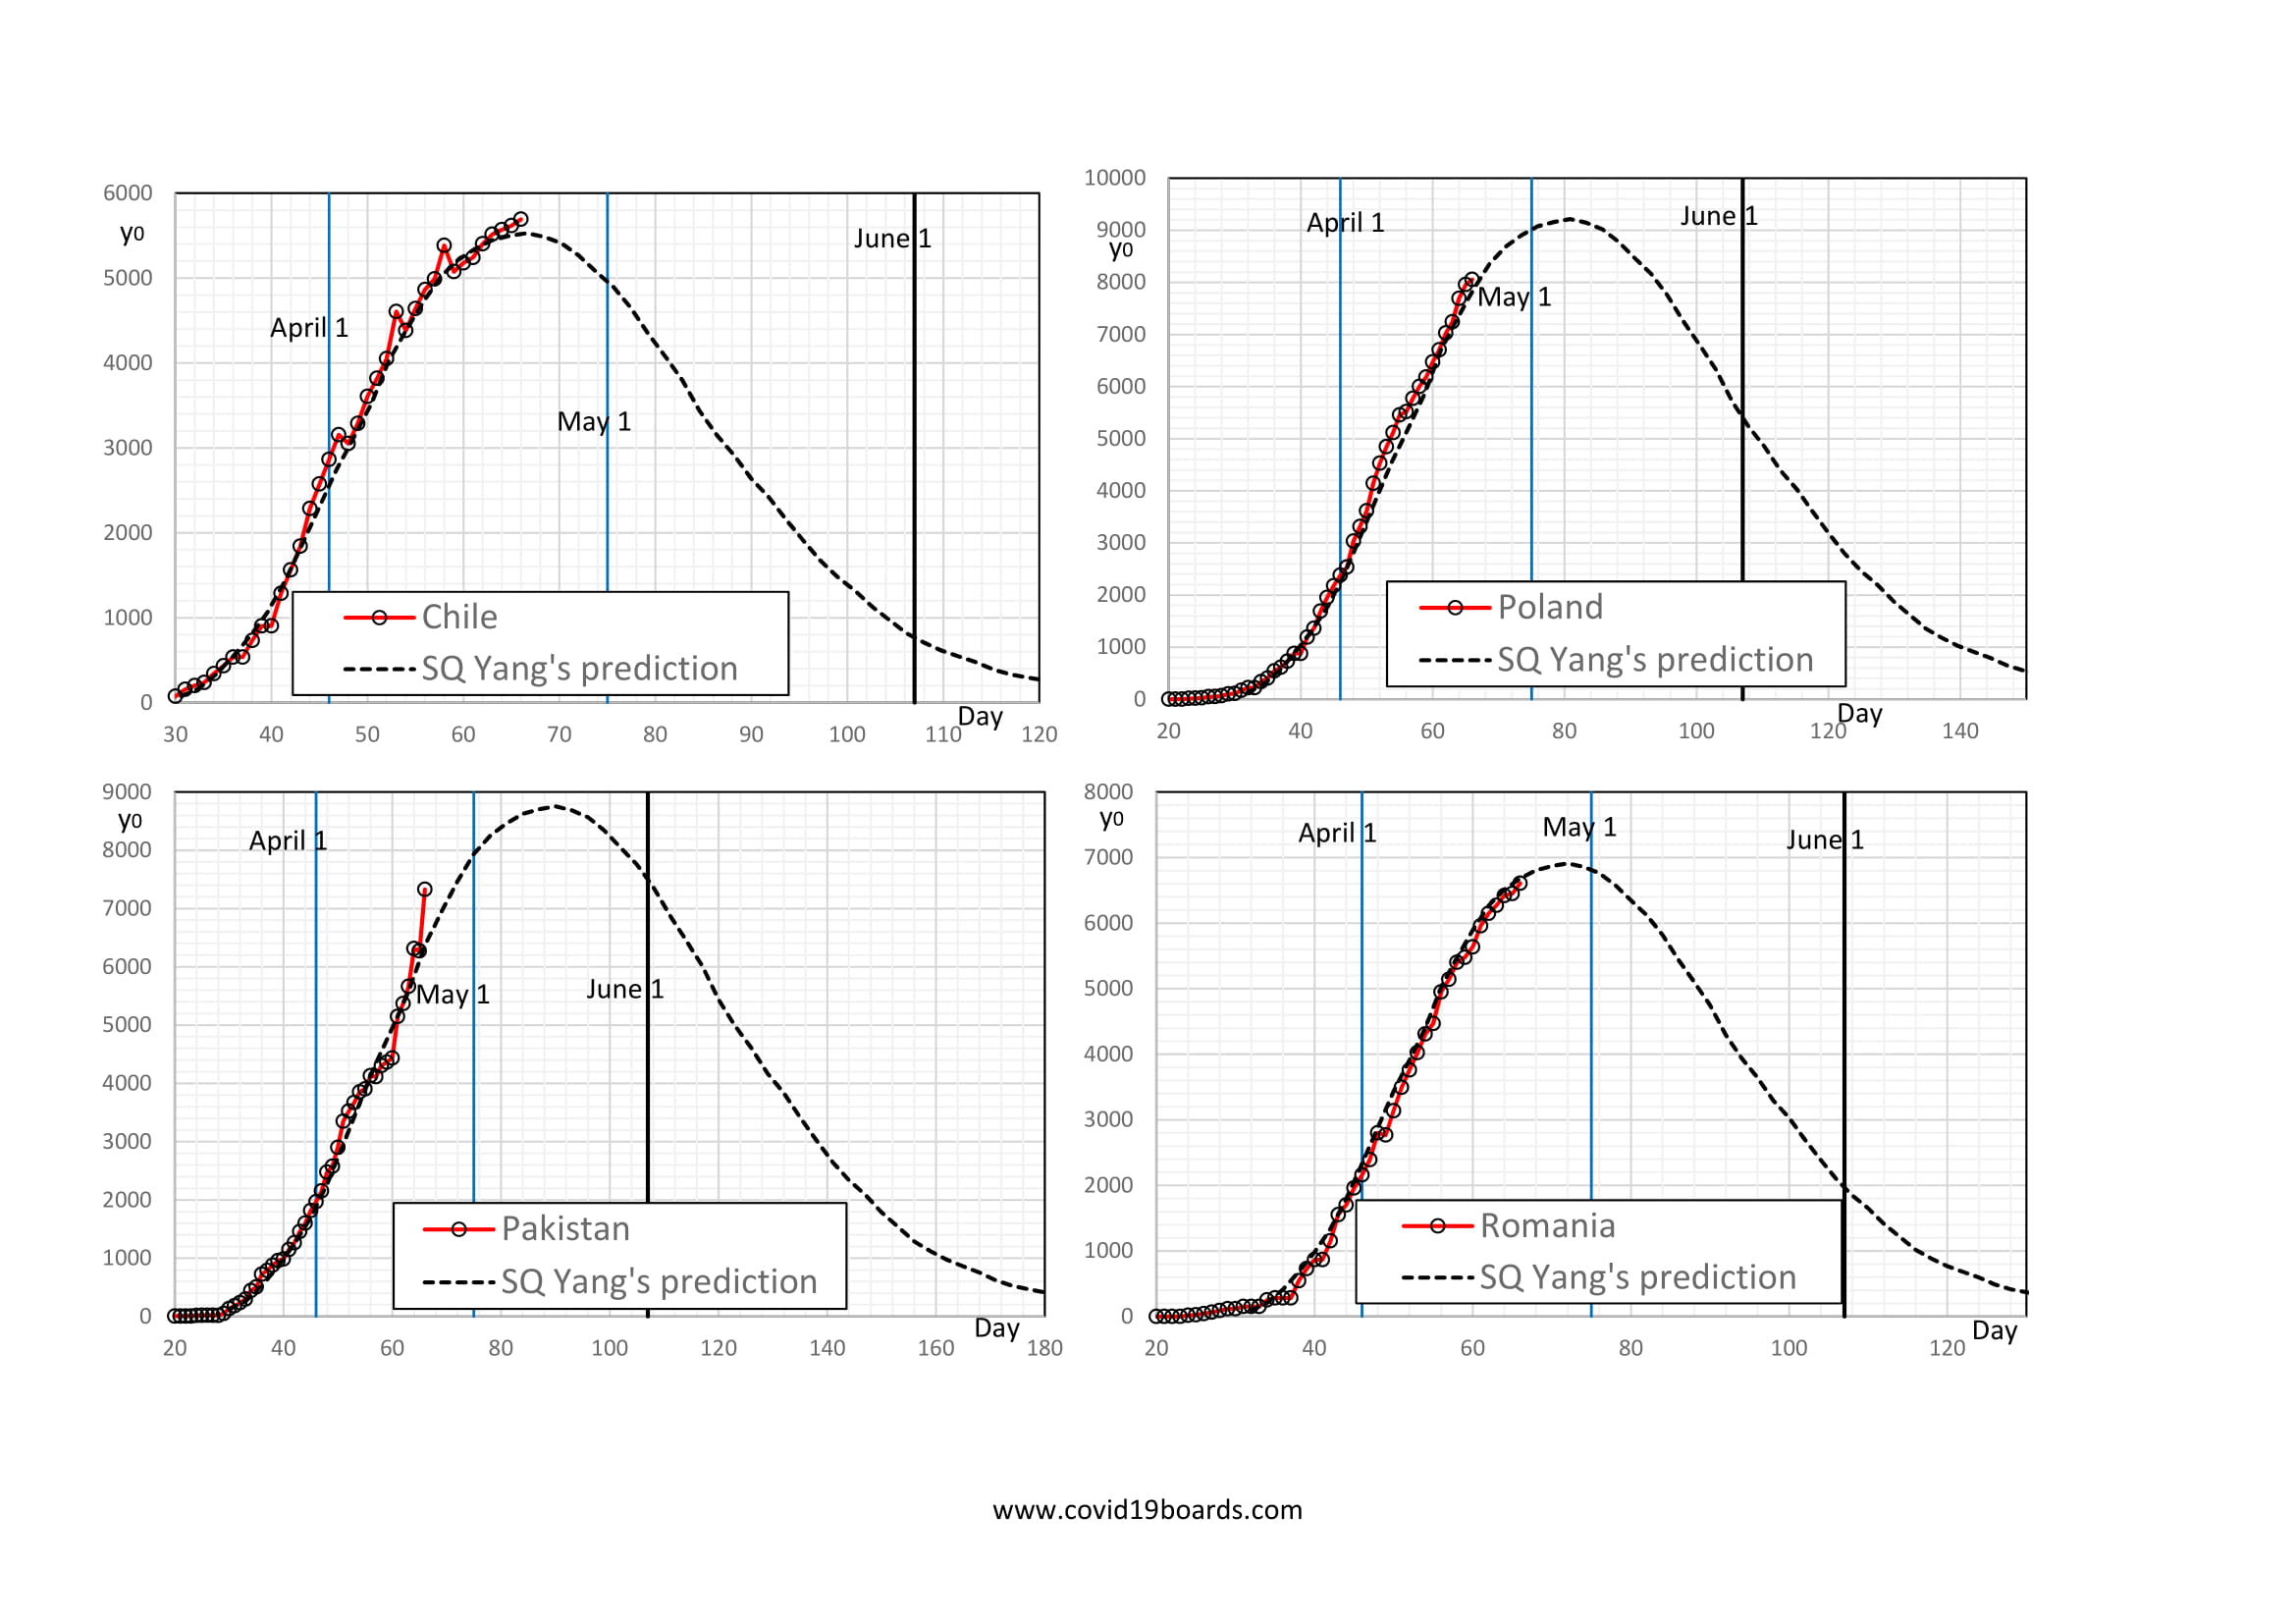 6000
y0
5000
4000
3000
2000
1000
0
April 1
May 1
June 1
Chile
SQ Yang's prediction
Day
30 40 50 60 70 80 90 100 110 120
10000
9000
y0
8000
7000
6000
5000
4000
3000
2000
1000
0
April 1
May 1
June 1
Poland
SQ Yang's prediction
Day
20 40 60 80 100 120 140
9000
y0
8000
7000
6000
5000
4000
3000
2000
1000
0
April 1
May 1
June 1
Pakistan
SQ Yang's prediction
Day
20 40 60 80 100 120 140 160 180
8000
y0
7000
6000
5000
4000
3000
2000
1000
0
April 1
May 1
June 1
Romania
SQ Yang's prediction
Day
20 40 60 80 100 120
www.covid19boards.com